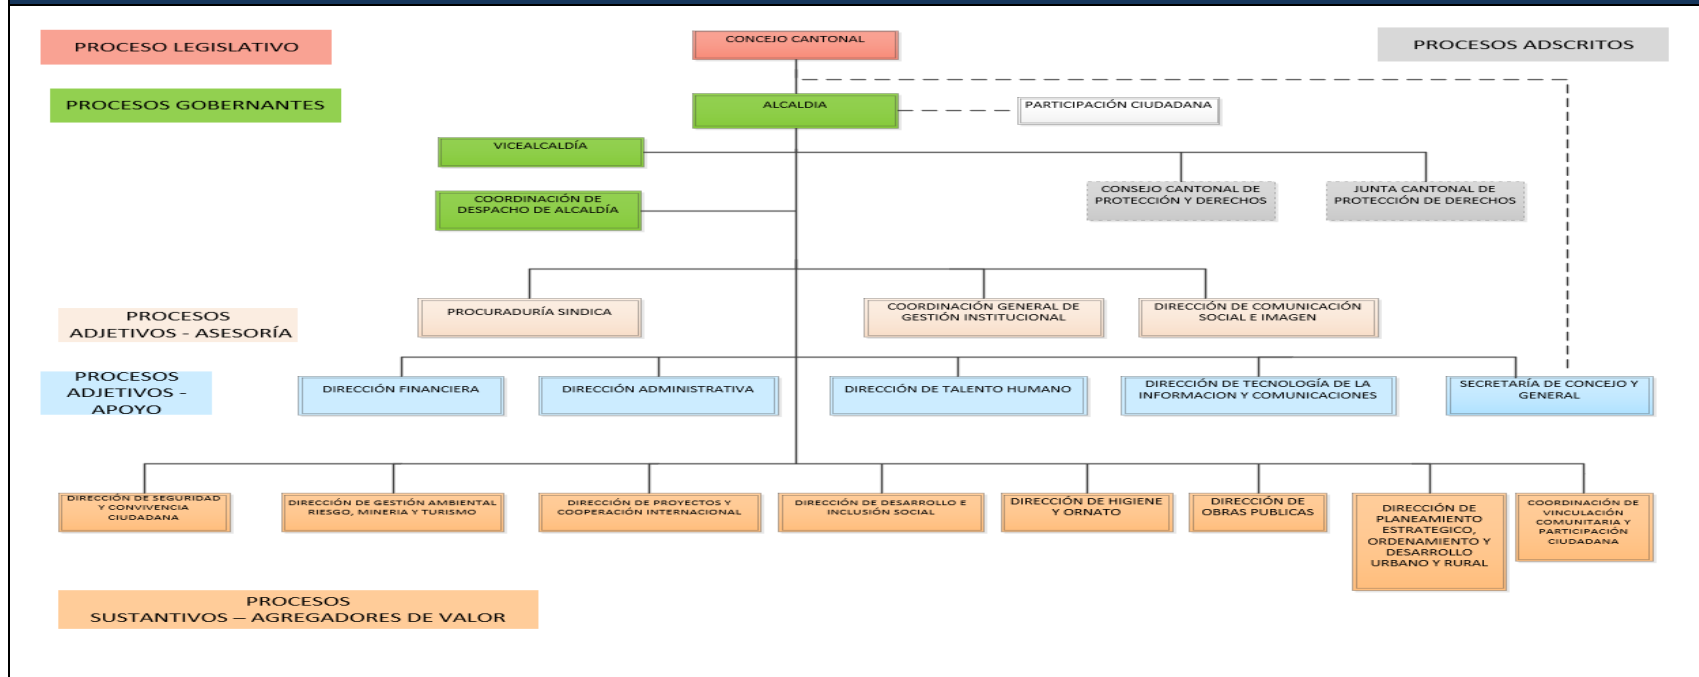 PROCESO LEGISLATIVO
CONCEJO CANTONAL
PROCESOS ADSCRITOS
PROCESOS GOBERNANTES
ALCALDIA
PARTICIPACIÓN CIUDADANA
VICEALCALDÍA
COORDINACIÓN DE
DESPACHO DE ALCALDÍA
CONSEJO CANTONAL DE
PROTECCIÓN Y DERECHOS
JUNTA CANTONAL DE
PROTECCIÓN DE DERECHOS
PROCESOS
ADJETIVOS - ASESORÍA
PROCURADURÍA SINDICA
COORDINACIÓN GENERAL DE
GESTIÓN INSTITUCIONAL
DIRECCIÓN DE COMUNICACIÓN
SOCIAL E IMAGEN
PROCESOS
ADJETIVOS -
APOYO
DIRECCIÓN FINANCIERA
DIRECCIÓN ADMINISTRATIVA
DIRECCIÓN DE TALENTO HUMANO
DIRECCIÓN DE TECNOLOGÍA DE LA
INFORMACION Y COMUNICACIONES
SECRETARÍA DE CONCEJO Y
GENERAL
DIRECCIÓN DE SEGURIDAD
Y CONVIVENCIA
CIUDADANA
DIRECCIÓN DE GESTIÓN AMBIENTAL
RIESGO, MINERIA Y TURISMO
DIRECCIÓN DE PROYECTOS Y
COOPERACIÓN INTERNACIONAL
DIRECCIÓN DE DESARROLLO E
INCLUSIÓN SOCIAL
DIRECCIÓN DE HIGIENE
Y ORNATO
DIRECCIÓN DE
OBRAS PUBLICAS
DIRECCIÓN DE
PLANEAMIENTO
ESTRATEGICO,
ORDENAMIENTO Y
DESARROLLO
URBANO Y RURAL
COORDINACIÓN DE
VINCULACIÓN
COMUNITARIA Y
PARTICIPACIÓN
CIUDADANA
PROCESOS
SUSTANTIVOS – AGREGADORES DE VALOR